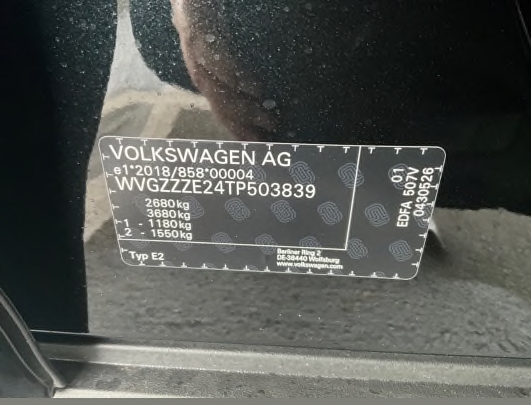 VOLKSWAGEN AG
e1*2018/858*00004
WVGZZZE24TP503839
2680kg
3680kg
1 - 1180kg
2 - 1550kg
Typ E2
Berliner Ring 2
DE-38440 Wolfsburg
www.volkswagen.com
01
EDFA 507V
0430526